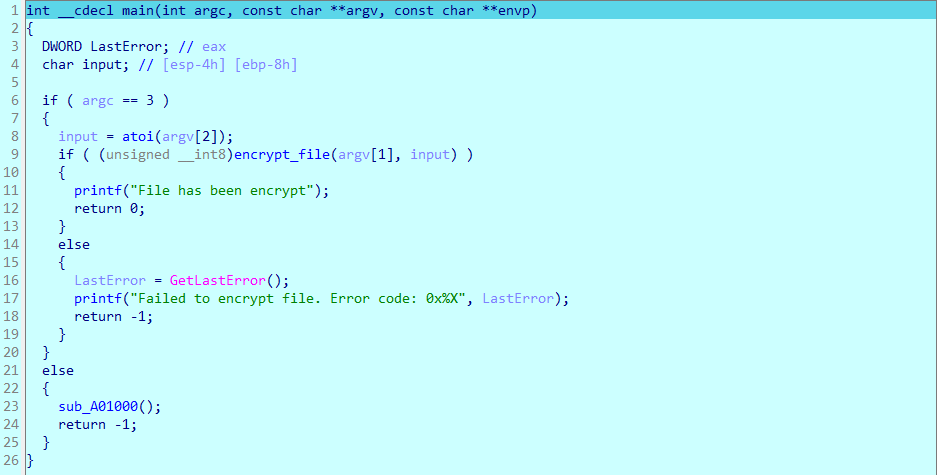 1 int __cdecl main(int argc, const char **argv, const char **envp)
2 {
3   DWORD LastError; // eax
4   char input; // [esp-4h] [ebp-8h]
5
6   if ( argc == 3 )
7   {
8     input = atoi(argv[2]);
9     if ( (unsigned __int8)encrypt_file(argv[1], input) )
10     {
11       printf("File has been encrypt");
12       return 0;
13     }
14     else
15     {
16       LastError = GetLastError();
17       printf("Failed to encrypt file. Error code: 0x%X", LastError);
18       return -1;
19     }
20   }
21   else
22   {
23     sub_A01000();
24     return -1;
25   }
26 }